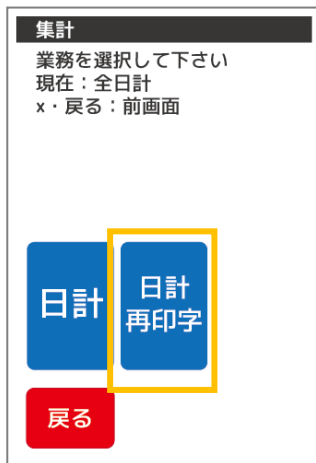 集計
業務を選択して下さい
現在：全日計
x・戻る：前画面
日計
日計
再印字
戻る